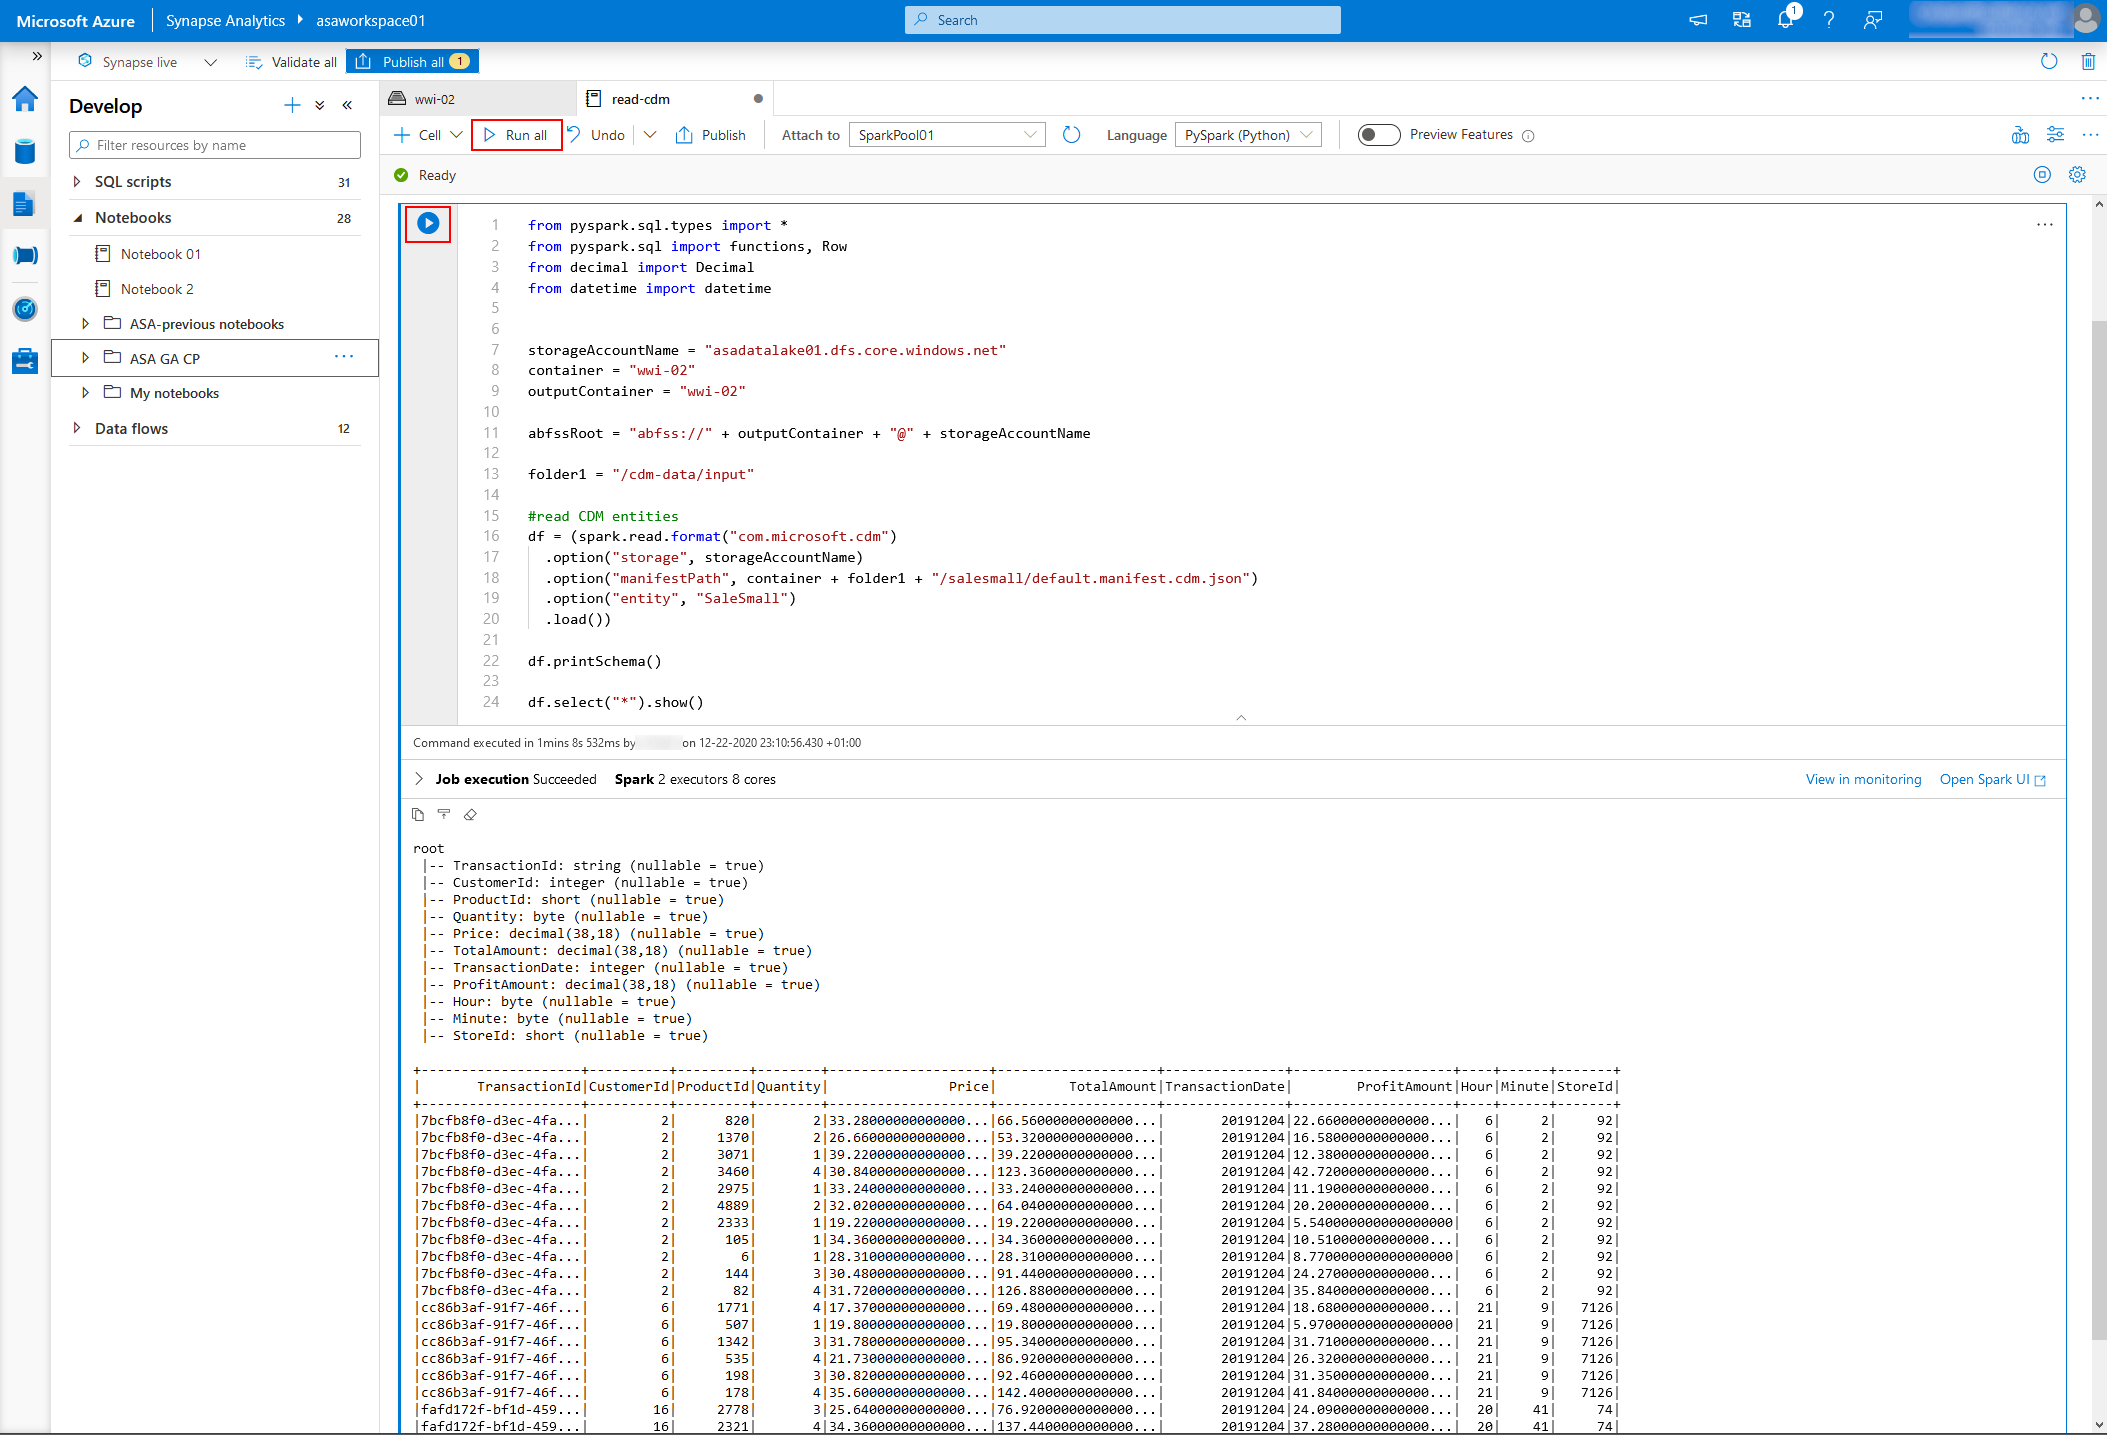 Microsoft Azure
Synapse Analytics
asaworkspace01
Search
1
Synapse live
Validate all
Publish all 1
Develop
wwi-02
read-cdm
Filter resources by name
Cell
Run all
Undo
Publish
Attach to
SparkPool01
Language
PySpark (Python)
Preview Features
Ready
SQL scripts 31
Notebooks 28
Notebook 01
Notebook 2
ASA-previous notebooks
ASA GA CP
My notebooks
Data flows 12
1 from pyspark.sql.types import *
2 from pyspark.sql import functions, Row
3 from decimal import Decimal
4 from datetime import datetime
5
6
7 storageAccountName = "asadatalake01.dfs.core.windows.net"
8 container = "wwi-02"
9 outputContainer = "wwi-02"
10
11 abfssRoot = "abfss://" + outputContainer + "@" + storageAccountName
12
13 folder1 = "/cdm-data/input"
14
15 #read CDM entities
16 df = (spark.read.format("com.microsoft.cdm")
17 .option("storage", storageAccountName)
18 .option("manifestPath", container + folder1 + "/salesmall/default.manifest.cdm.json")
19 .option("entity", "SaleSmall")
20 .load())
21
22 df.printSchema()
23
24 df.select("*").show()
Command executed in 1mins 8s 532ms by on 12-22-2020 23:10:56.430 +01:00
Job execution Succeeded Spark 2 executors 8 cores
View in monitoring
Open Spark UI
root
|-- TransactionId: string (nullable = true)
|-- CustomerId: integer (nullable = true)
|-- ProductId: short (nullable = true)
|-- Quantity: byte (nullable = true)
|-- Price: decimal(38,18) (nullable = true)
|-- TotalAmount: decimal(38,18) (nullable = true)
|-- TransactionDate: integer (nullable = true)
|-- ProfitAmount: decimal(38,18) (nullable = true)
|-- Hour: byte (nullable = true)
|-- Minute: byte (nullable = true)
|-- StoreId: short (nullable = true)
+--------------------+----------+---------+--------+--------------------+--------------------+---------------+--------------------+----+------+-------+
| TransactionId|CustomerId|ProductId|Quantity| Price| TotalAmount|TransactionDate| ProfitAmount|Hour|Minute|StoreId|
+--------------------+----------+---------+--------+--------------------+--------------------+---------------+--------------------+----+------+-------+
|7bcfb8f0-d3ec-4fa...| 2| 820| 2|33.28000000000000...|66.56000000000000...| 20191204|22.66000000000000...| 6| 2| 92|
|7bcfb8f0-d3ec-4fa...| 2| 1370| 2|26.66000000000000...|53.32000000000000...| 20191204|16.58000000000000...| 6| 2| 92|
|7bcfb8f0-d3ec-4fa...| 2| 3071| 1|39.22000000000000...|39.22000000000000...| 20191204|12.38000000000000...| 6| 2| 92|
|7bcfb8f0-d3ec-4fa...| 2| 3460| 4|30.84000000000000...|123.3600000000000...| 20191204|42.72000000000000...| 6| 2| 92|
|7bcfb8f0-d3ec-4fa...| 2| 2975| 1|33.24000000000000...|33.24000000000000...| 20191204|11.19000000000000...| 6| 2| 92|
|7bcfb8f0-d3ec-4fa...| 2| 4889| 2|32.02000000000000...|64.04000000000000...| 20191204|20.20000000000000...| 6| 2| 92|
|7bcfb8f0-d3ec-4fa...| 2| 2333| 1|19.22000000000000...|19.22000000000000...| 20191204|5.540000000000000000| 6| 2| 92|
|7bcfb8f0-d3ec-4fa...| 2| 105| 1|34.36000000000000...|34.36000000000000...| 20191204|10.51000000000000...| 6| 2| 92|
|7bcfb8f0-d3ec-4fa...| 2| 6| 1|28.31000000000000...|28.31000000000000...| 20191204|8.770000000000000000| 6| 2| 92|
|7bcfb8f0-d3ec-4fa...| 2| 144| 3|30.48000000000000...|91.44000000000000...| 20191204|24.27000000000000...| 6| 2| 92|
|7bcfb8f0-d3ec-4fa...| 2| 82| 4|31.72000000000000...|126.8800000000000...| 20191204|35.84000000000000...| 6| 2| 92|
|cc86b3af-91f7-46f...| 6| 1771| 4|17.37000000000000...|69.48000000000000...| 20191204|18.68000000000000...| 21| 9| 7126|
|cc86b3af-91f7-46f...| 6| 507| 1|19.80000000000000...|19.80000000000000...| 20191204|5.970000000000000000| 21| 9| 7126|
|cc86b3af-91f7-46f...| 6| 1342| 3|31.78000000000000...|95.34000000000000...| 20191204|31.71000000000000...| 21| 9| 7126|
|cc86b3af-91f7-46f...| 6| 535| 4|21.73000000000000...|86.92000000000000...| 20191204|26.32000000000000...| 21| 9| 7126|
|cc86b3af-91f7-46f...| 6| 198| 3|30.82000000000000...|92.46000000000000...| 20191204|31.35000000000000...| 21| 9| 7126|
|cc86b3af-91f7-46f...| 6| 178| 4|35.60000000000000...|142.4000000000000...| 20191204|41.84000000000000...| 21| 9| 7126|
|fafd172f-bf1d-459...| 16| 2778| 3|25.64000000000000...|76.92000000000000...| 20191204|24.09000000000000...| 20| 41| 74|
|fafd172f-bf1d-459...| 16| 2321| 4|34.36000000000000...|137.4400000000000...| 20191204|37.28000000000000...| 20| 41| 74|